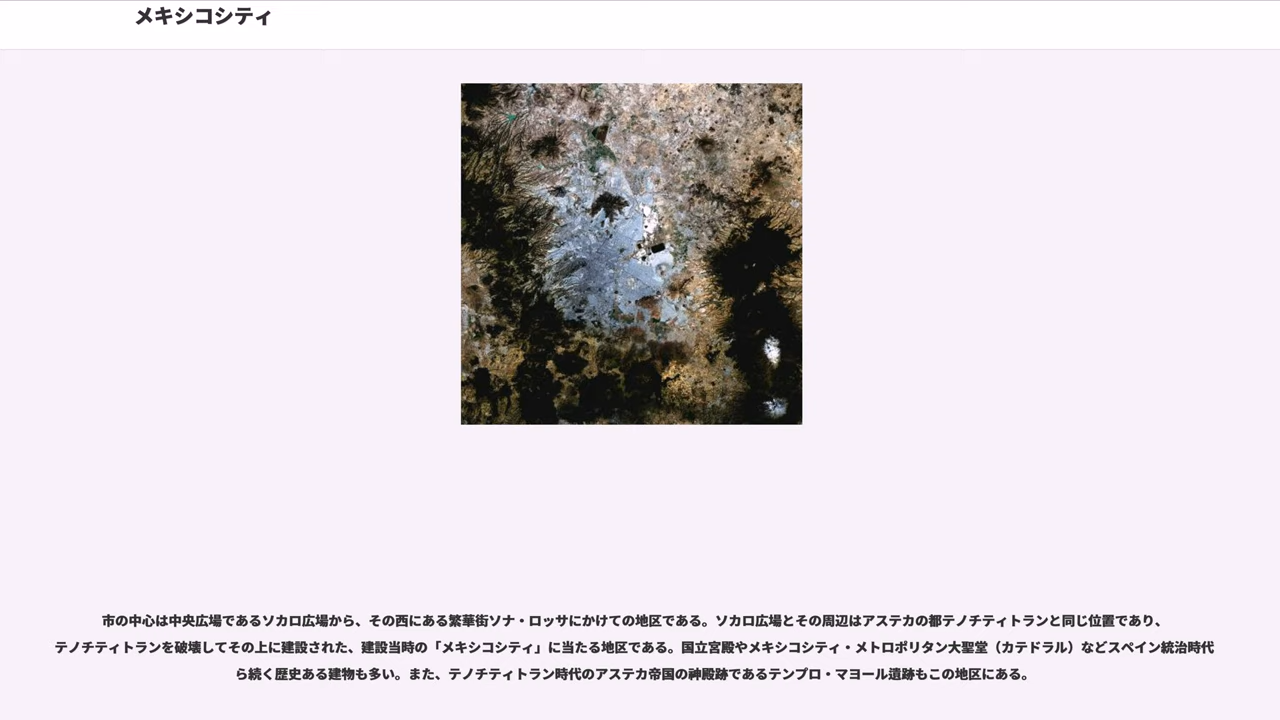 メキシコシティ
市の中心は中央広場であるソカロ広場から、その西にある繁華街ソナ・ロッサにかけての地区である。ソカロ広場とその周辺はアステカの都テノチティトランと同じ位置であり、
テノチティトランを破壊してその上に建設された、建設当時の「メキシコシティ」に当たる地区である。国立宮殿やメキシコシティ・メトロポリタン大聖堂（カテドラル）などスペイン統治時代
ら続く歴史ある建物も多い。また、テノチティトラン時代のアステカ帝国の神殿跡であるテンプロ・マヨール遺跡もこの地区にある。